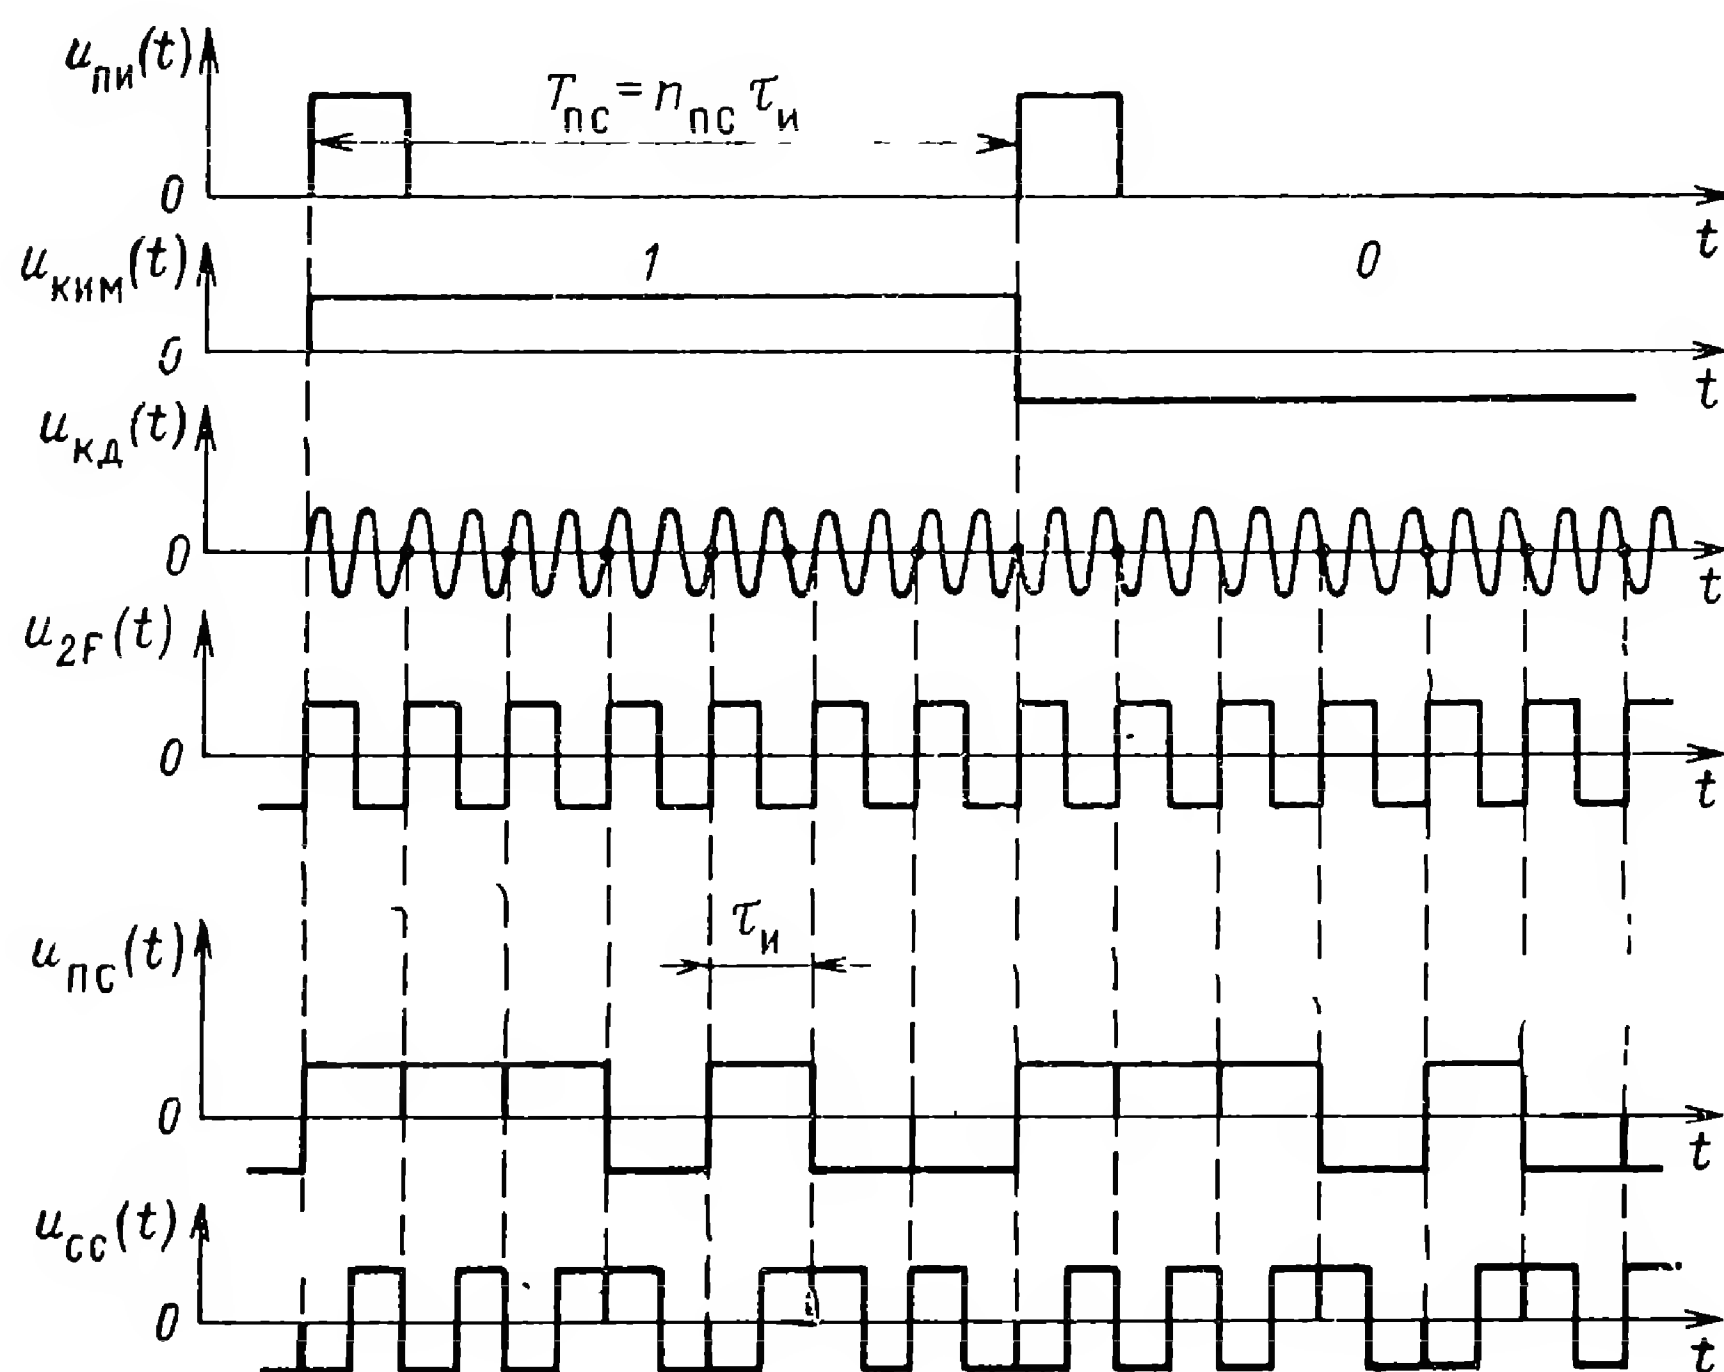 u_пи(t)
T_пс = n_пс τ_и
0
t
u_ким(t)
1
0
0
t
u_кд(t)
0
t
u_2F(t)
0
t
u_пс(t)
τ_и
0
t
u_сс(t)
0
t